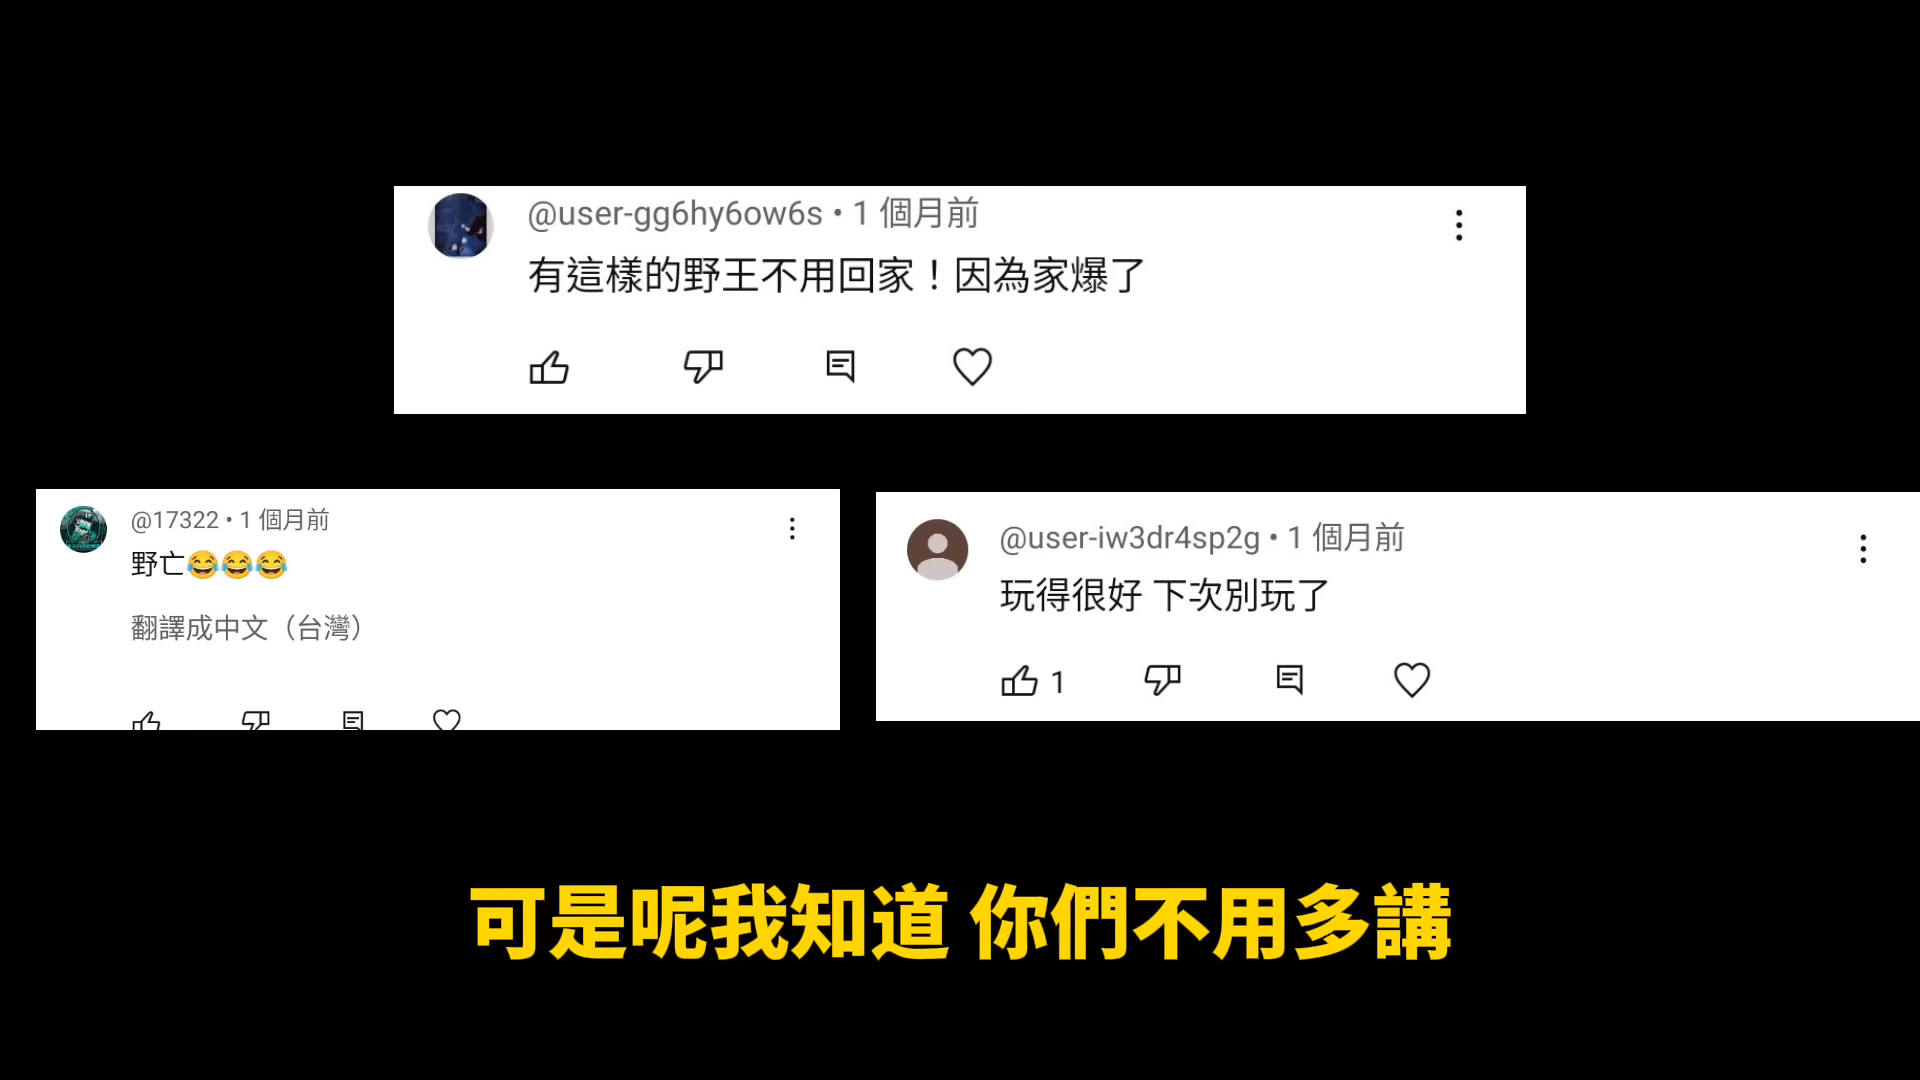 @user-gg6hy6ow6s • 1 個月前
有這樣的野王不用回家！因為家爆了
@17322 • 1 個月前
野亡😂😂😂
翻譯成中文（台灣）
@user-iw3dr4sp2g • 1 個月前
玩得很好 下次別玩了
1
可是呢我知道 你們不用多講